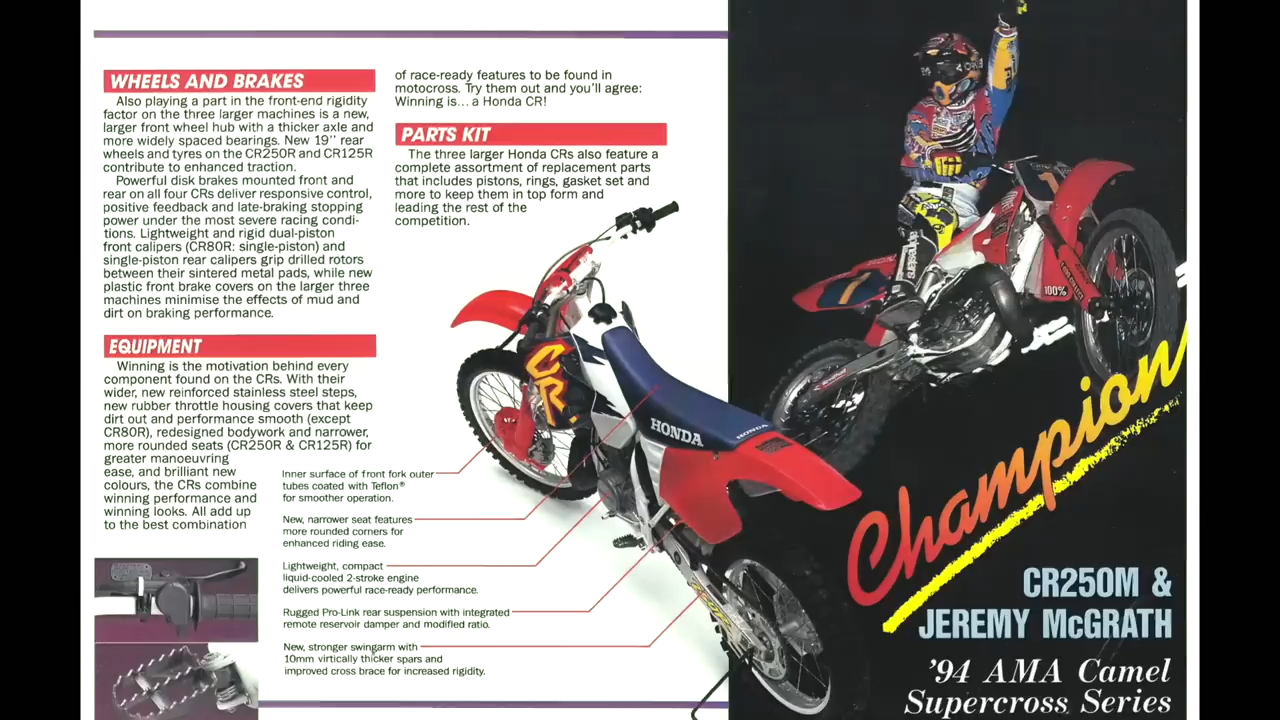 WHEELS AND BRAKES
Also playing a part in the front-end rigidity
factor on the three larger machines is a new,
larger front wheel hub with a thicker axle and
more widely spaced bearings. New 19'' rear
wheels and tyres on the CR250R and CR125R
contribute to enhanced traction.
Powerful disk brakes mounted front and
rear on all four CRs deliver responsive control,
positive feedback and late-braking stopping
power under the most severe racing condi-
tions. Lightweight and rigid dual-piston
front calipers (CR80R: single-piston) and
single-piston rear calipers grip drilled rotors
between their sintered metal pads, while new
plastic front brake covers on the larger three
machines minimise the effects of mud and
dirt on braking performance.
EQUIPMENT
Winning is the motivation behind every
component found on the CRs. With their
wider, new reinforced stainless steel steps,
new rubber throttle housing covers that keep
dirt out and performance smooth (except
CR80R), redesigned bodywork and narrower,
more rounded seats (CR250R & CR125R) for
greater manoeuvring
ease, and brilliant new
colours, the CRs combine
winning performance and
winning looks. All add up
to the best combination
of race-ready features to be found in
motocross. Try them out and you'll agree:
Winning is... a Honda CR!
PARTS KIT
The three larger Honda CRs also feature a
complete assortment of replacement parts
that includes pistons, rings, gasket set and
more to keep them in top form and
leading the rest of the
competition.
Inner surface of front fork outer
tubes coated with Teflon®
for smoother operation.
New, narrower seat features
more rounded corners for
enhanced riding ease.
Lightweight, compact
liquid-cooled 2-stroke engine
delivers powerful race-ready performance.
Rugged Pro-Link rear suspension with integrated
remote reservoir damper and modified ratio.
New, stronger swingarm with
10mm virtically thicker spars and
improved cross brace for increased rigidity.
CR
HONDA
HONDA
1
alpinestars
100%
1
Champion
CR250M &
JEREMY McGRATH
'94 AMA Camel
Supercross Series